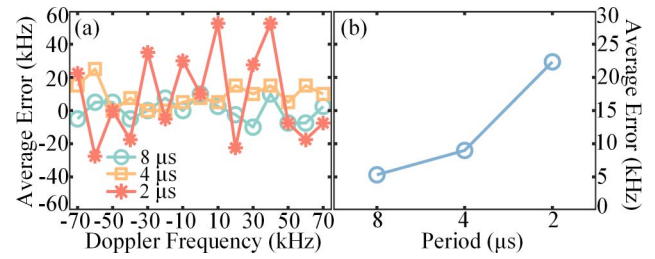 (a)
Average Error (kHz)
60
40
20
0
-20
-40
-60
8 μs
4 μs
2 μs
-70 -50 -30 -10 10 30 50 70
Doppler Frequency (kHz)
(b)
30
25
20
15
10
5
0
Average Error (kHz)
8 4 2
Period (μs)